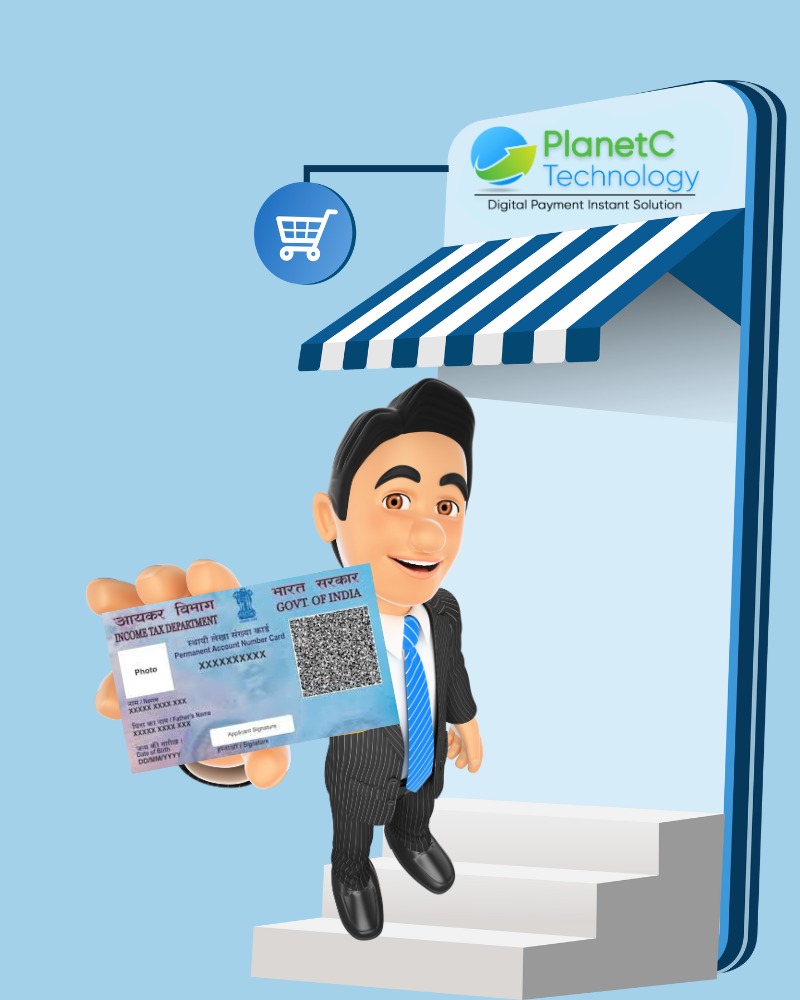 PlanetC
Technology
Digital Payment Instant Solution
आयकर विभाग
INCOME TAX DEPARTMENT
भारत सरकार
GOVT. OF INDIA
स्थायी लेखा संख्या कार्ड
Permanent Account Number Card
XXXXXXXXXX
Photo
नाम / Name
XXXXX XXXX XXX
पिता का नाम / Father's Name
XXXXX XXXX XXX
जन्म की तारीख /
Date of Birth
DD/MM/YYYY
Applicant Signature
हस्ताक्षर / Signature